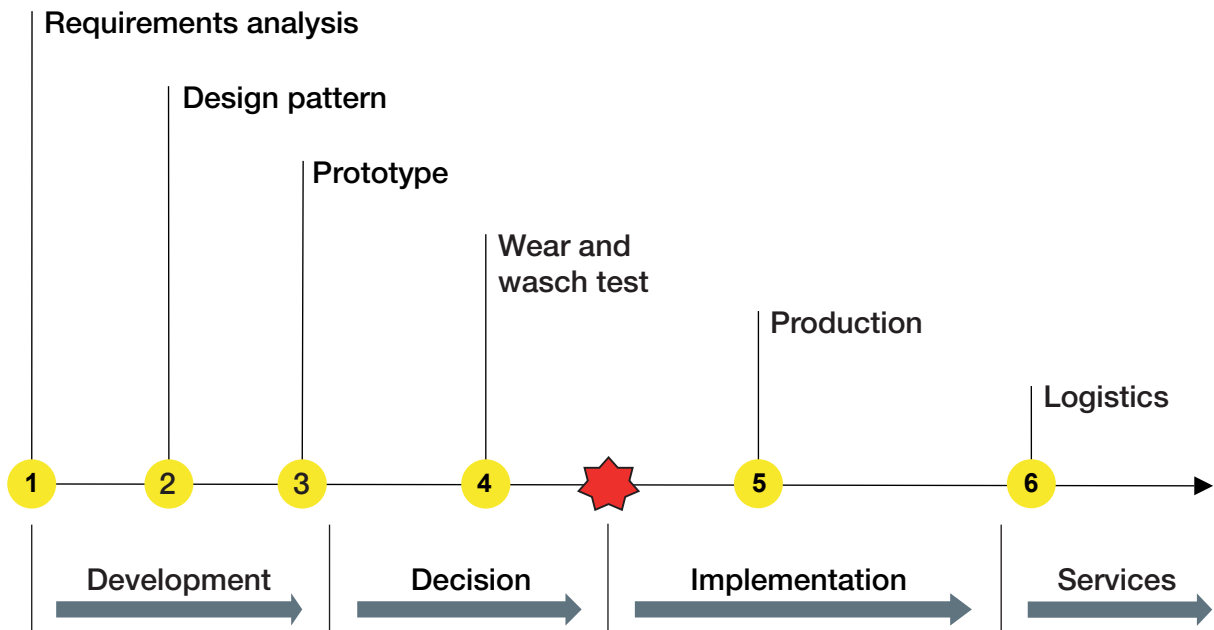 Requirements analysis
Design pattern
Prototype
Wear and
wasch test
Production
Logistics
1
2
3
4
5
6
Development
Decision
Implementation
Services